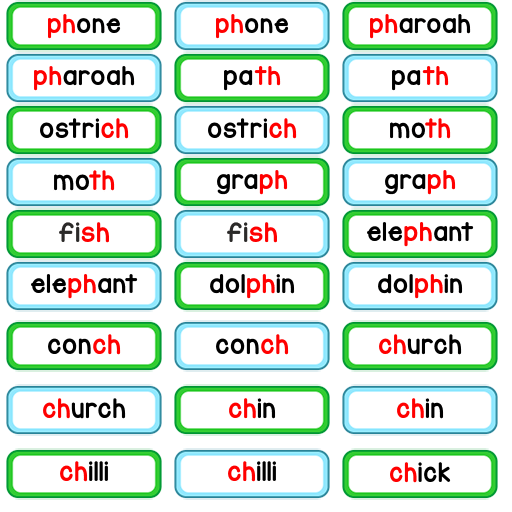 phone phone pharoah
pharoah path path
ostrich ostrich moth
moth graph graph
fish fish elephant
elephant dolphin dolphin
conch conch church
church chin chin
chilli chilli chick